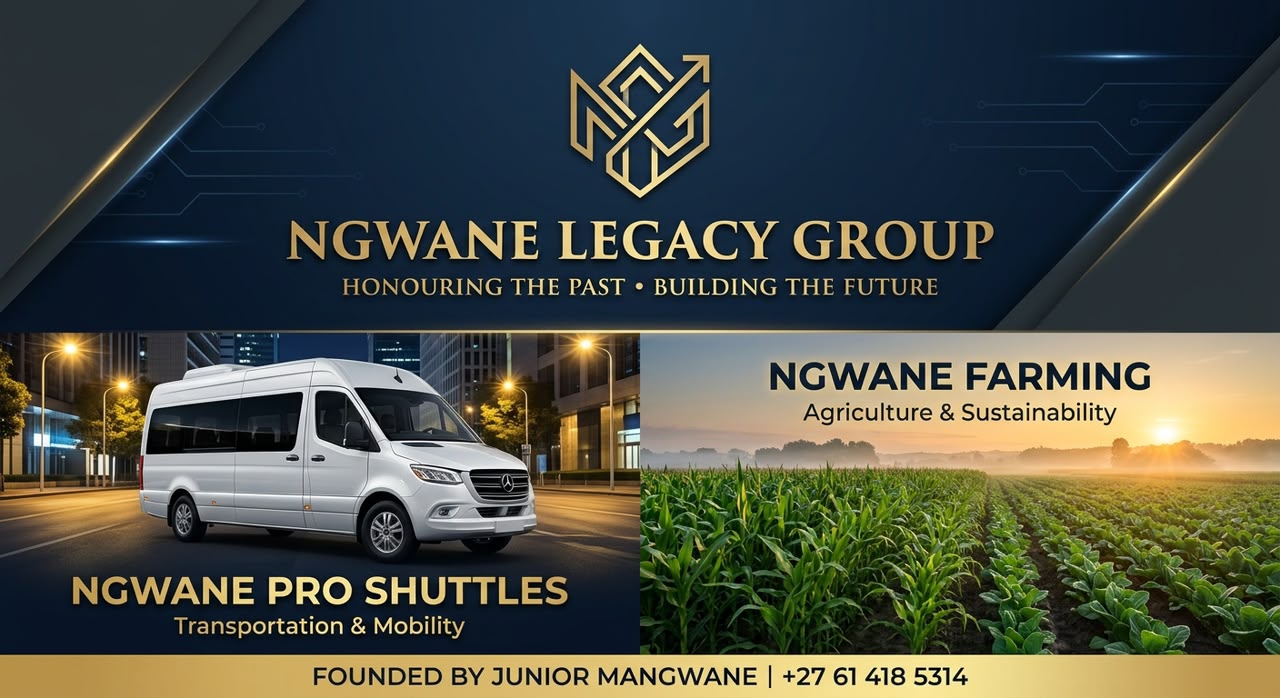 NGWANE LEGACY GROUP
HONOURING THE PAST • BUILDING THE FUTURE
NGWANE PRO SHUTTLES
Transportation & Mobility
NGWANE FARMING
Agriculture & Sustainability
FOUNDED BY JUNIOR MANGWANE | +27 61 418 5314